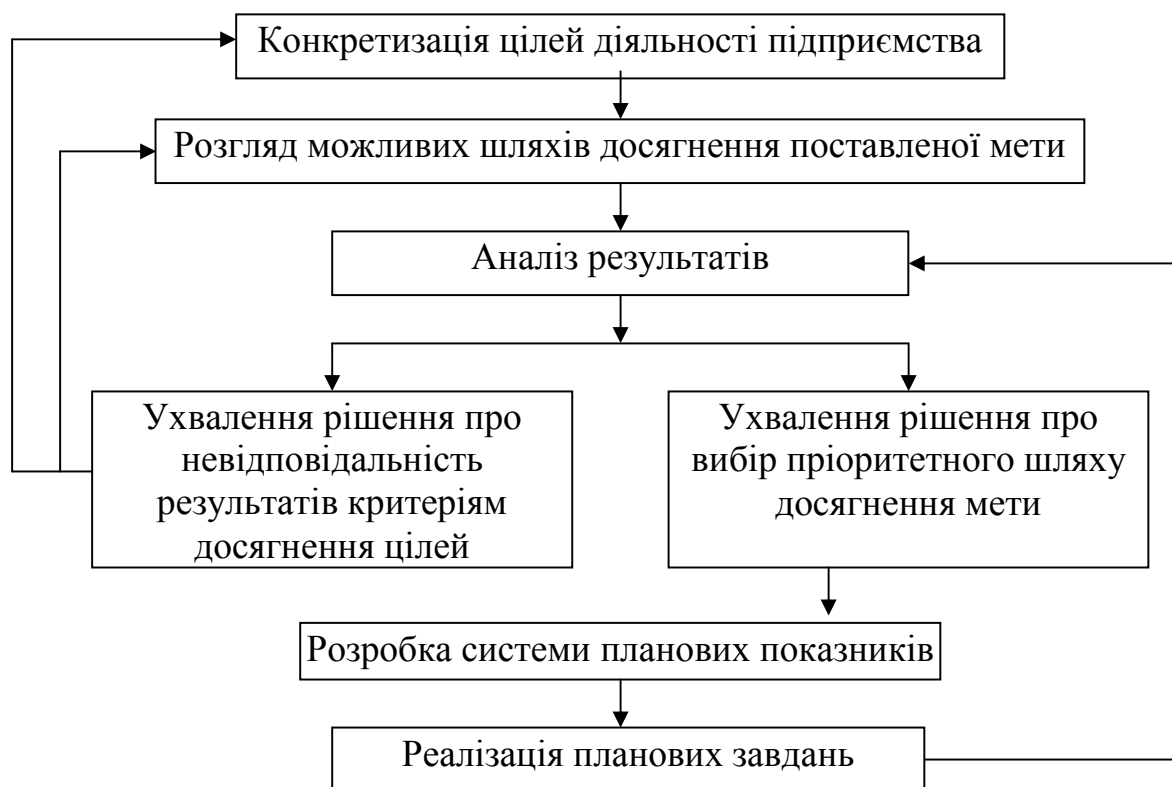 Конкретизація цілей діяльності підприємства
Розгляд можливих шляхів досягнення поставленої мети
Аналіз результатів
Ухвалення рішення про
невідповідальність
результатів критеріям
досягнення цілей
Ухвалення рішення про
вибір пріоритетного шляху
досягнення мети
Розробка системи планових показників
Реалізація планових завдань